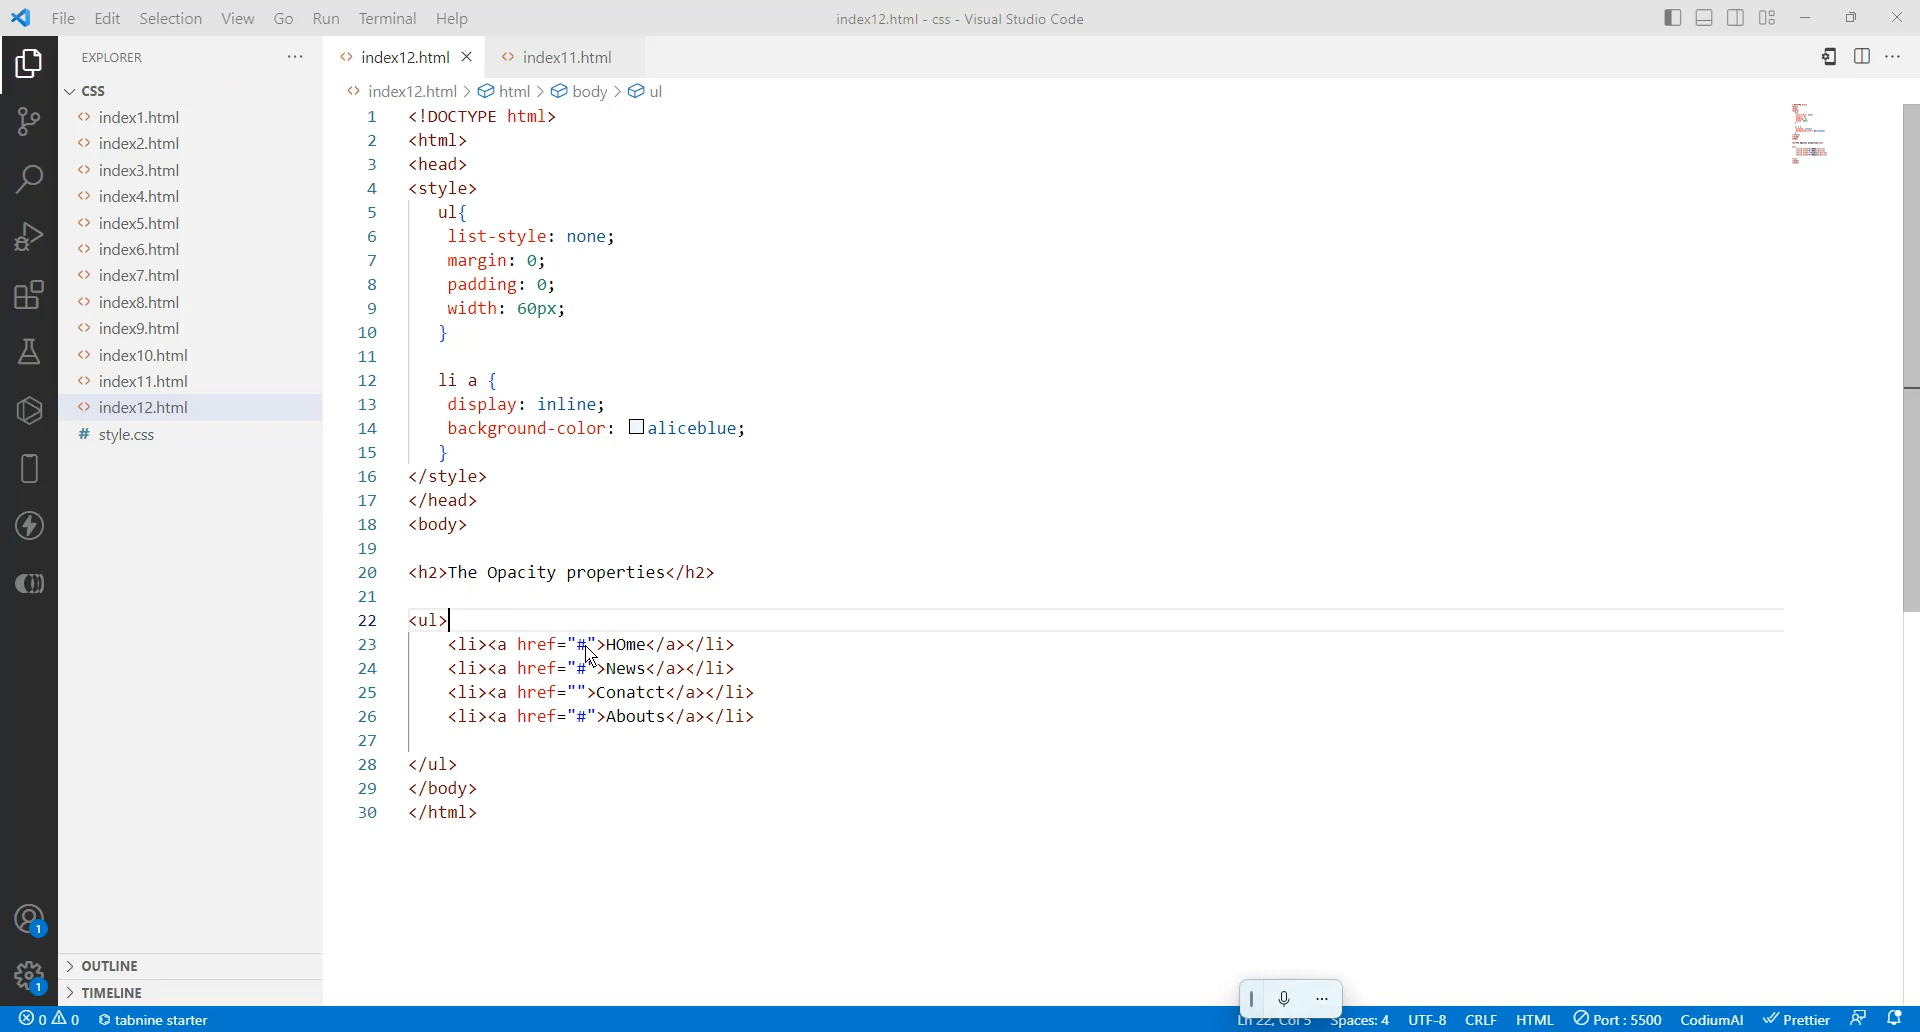 File Edit Selection View Go Run Terminal Help
index12.html - css - Visual Studio Code
EXPLORER
CSS
index1.html
index2.html
index3.html
index4.html
index5.html
index6.html
index7.html
index8.html
index9.html
index10.html
index11.html
index12.html
# style.css
OUTLINE
TIMELINE
index12.html
index11.html
index12.html > html > body > ul
1 <!DOCTYPE html>
2 <html>
3 <head>
4 <style>
5 ul{
6 list-style: none;
7 margin: 0;
8 padding: 0;
9 width: 60px;
10 }
11
12 li a {
13 display: inline;
14 background-color: aliceblue;
15 }
16 </style>
17 </head>
18 <body>
19
20 <h2>The Opacity properties</h2>
21
22 <ul>
23 <li><a href="#">HOme</a></li>
24 <li><a href="#">News</a></li>
25 <li><a href="">Conatct</a></li>
26 <li><a href="#">Abouts</a></li>
27
28 </ul>
29 </body>
30 </html>
1
1
0 0 tabnine starter
Ln 22, Col 5 Spaces: 4 UTF-8 CRLF HTML Port : 5500 CodiumAI Prettier